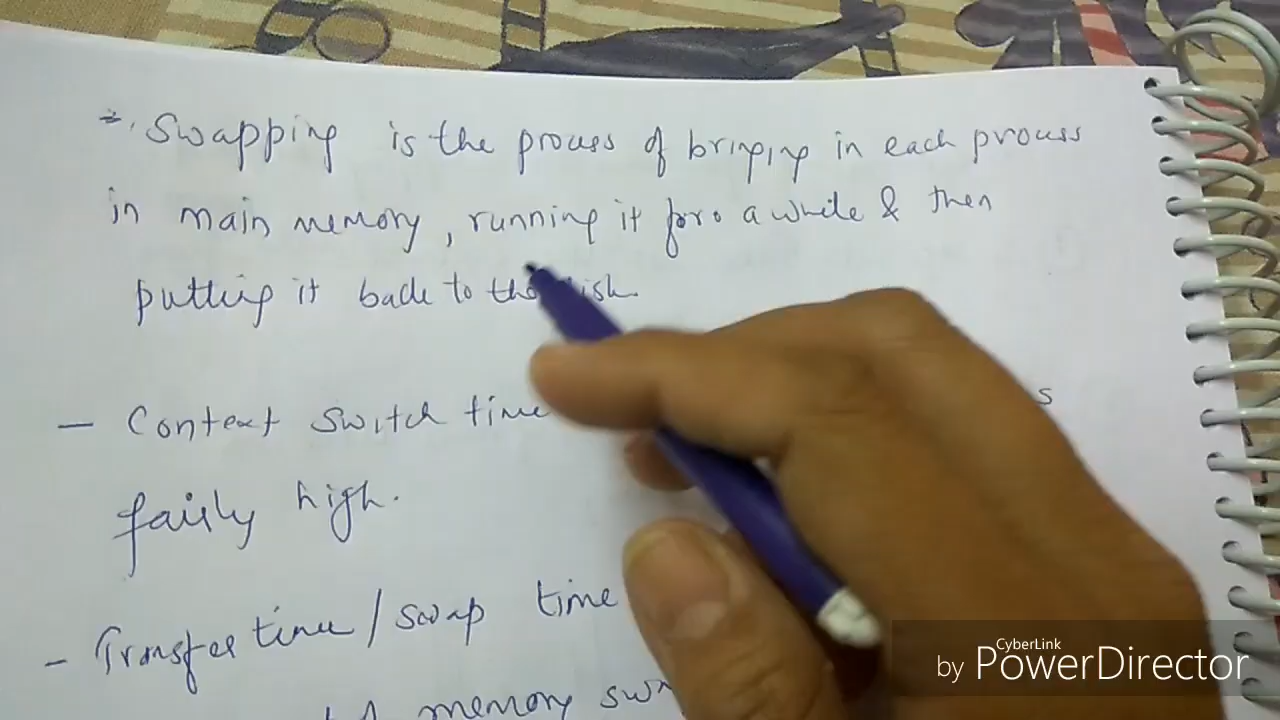 Swapping is the process of bringing in each process
in main memory, running it for a while & then
putting it back to the disk.
- Context switch time s
fairly high.
- Transfer time / swap time
memory
CyberLink
by PowerDirector